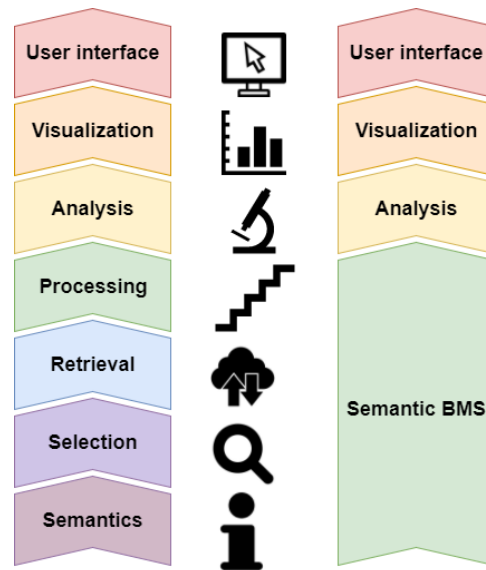 User interface
Visualization
Analysis
Processing
Retrieval
Selection
Semantics
User interface
Visualization
Analysis
Semantic BMS